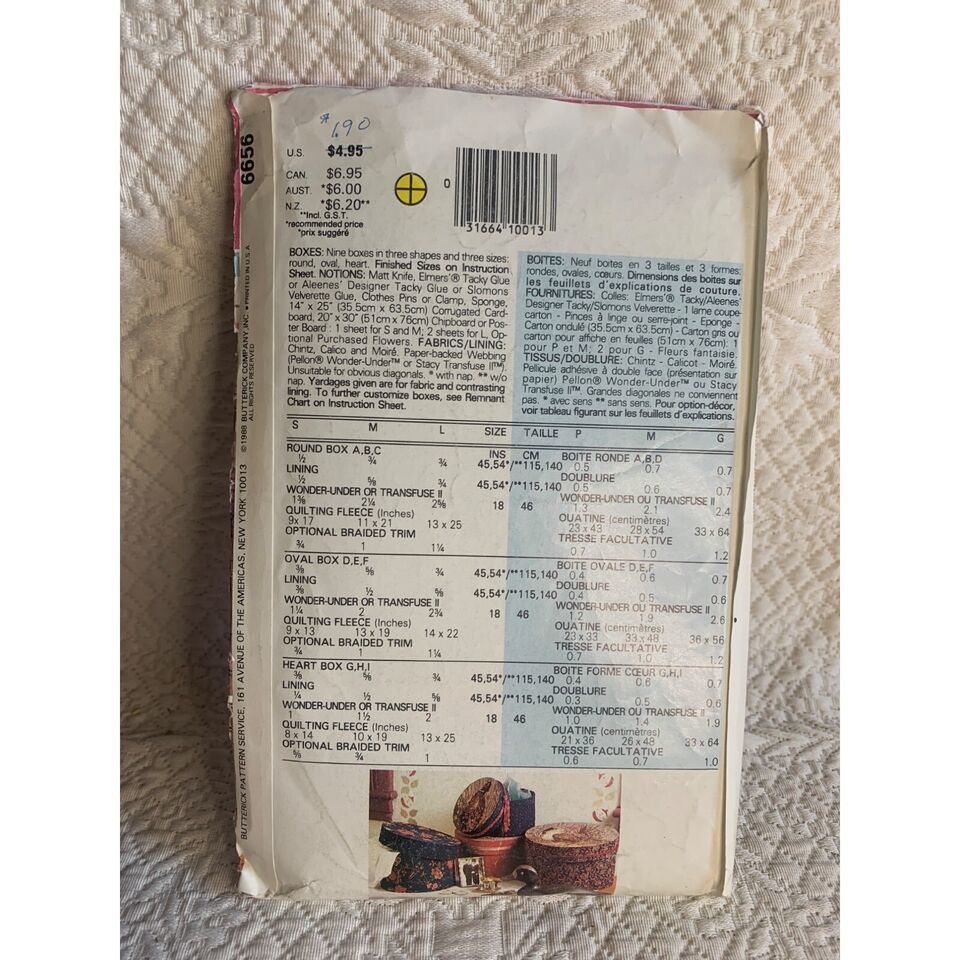 6656
*1.90
U.S. $4.95
CAN. $6.95
AUST. *$6.00
N.Z. *$6.20**
**Incl. G.S.T.
*recommended price
*prix suggéré
0
31664 10013
BUTTERICK PATTERN SERVICE, 161 AVENUE OF THE AMERICAS, NEW YORK 10013 ©1988 BUTTERICK COMPANY, INC. • PRINTED IN U.S.A.
ALL RIGHTS RESERVED
BOXES: Nine boxes in three shapes and three sizes:
round, oval, heart. Finished Sizes on Instruction
Sheet. NOTIONS: Matt Knife, Elmers'® Tacky Glue
or Aleenes' Designer Tacky Glue or Slomons
Velverette Glue, Clothes Pins or Clamp, Sponge,
14" x 25" (35.5cm x 63.5cm) Corrugated Card-
board, 20" x 30" (51cm x 76cm) Chipboard or Pos-
ter Board : 1 sheet for S and M; 2 sheets for L, Op-
tional Purchased Flowers. FABRICS/LINING:
Chintz, Calico and Moiré. Paper-backed Webbing
(Pellon® Wonder-Under™ or Stacy Transfuse II™).
Unsuitable for obvious diagonals. * with nap. ** w/o
nap. Yardages given are for fabric and contrasting
lining. To further customize boxes, see Remnant
Chart on Instruction Sheet.
BOITES: Neuf boites en 3 tailles et 3 formes:
rondes, ovales, cœurs. Dimensions des boites sur
les feuillets d'explications de couture.
FOURNITURES: Colles: Elmers'® Tacky/Aleenes'
Designer Tacky/Slomons Velverette - 1 lame coupe-
carton - Pinces à linge ou serre-joint - Eponge -
Carton ondulé (35.5cm x 63.5cm) - Carton gris ou
carton pour affiche en feuilles (51cm x 76cm): 1
pour P et M; 2 pour G - Fleurs fantaisie.
TISSUS/DOUBLURE: Chintz - Calicot - Moiré.
Pellicule adhésive à double face (présentation sur
papier) Pellon® Wonder-Under™ ou Stacy
Transfuse II™. Grandes diagonales ne conviennent
pas. * avec sens ** sans sens. Pour option-décor,
voir tableau figurant sur les feuillets d'explications.
S M L SIZE TAILLE P M G
ROUND BOX A,B,C INS CM BOITE RONDE A,B,D
½ ¾ ¾ 45,54*/**115,140 0.5 0.7 0.7
LINING DOUBLURE
½ ⅝ ¾ 45,54*/**115,140 0.5 0.6 0.7
WONDER-UNDER OR TRANSFUSE II WONDER-UNDER OU TRANSFUSE II
1⅜ 2¼ 2⅝ 18 46 1.3 2.1 2.4
QUILTING FLEECE (Inches) OUATINE (centimètres)
9x 17 11 x 21 13 x 25 23 x 43 28 x 54 33 x 64
OPTIONAL BRAIDED TRIM TRESSE FACULTATIVE
¾ 1 1¼ 0.7 1.0 1.2
OVAL BOX D,E,F BOITE OVALE D,E,F
⅜ ⅝ ¾ 45,54*/**115,140 0.4 0.6 0.7
LINING DOUBLURE
⅜ ½ ⅝ 45,54*/**115,140 0.4 0.5 0.6
WONDER-UNDER OR TRANSFUSE II WONDER-UNDER OU TRANSFUSE II
1¼ 2 2¾ 18 46 1.2 1.9 2.6
QUILTING FLEECE (Inches) OUATINE (centimètres)
9 x 13 13 x 19 14 x 22 23 x 33 33 x 48 36 x 56
OPTIONAL BRAIDED TRIM TRESSE FACULTATIVE
¾ 1 1¼ 0.7 1.0 1.2
HEART BOX G,H,I BOITE FORME CŒUR G,H,I
⅜ ⅝ ¾ 45,54*/**115,140 0.4 0.6 0.7
LINING DOUBLURE
¼ ½ ⅝ 45,54*/**115,140 0.3 0.5 0.6
WONDER-UNDER OR TRANSFUSE II WONDER-UNDER OU TRANSFUSE II
1 1½ 2 18 46 1.0 1.4 1.9
QUILTING FLEECE (Inches) OUATINE (centimètres)
8 x 14 10 x 19 13 x 25 21 x 36 26 x 48 33 x 64
OPTIONAL BRAIDED TRIM TRESSE FACULTATIVE
⅝ ¾ 1 0.6 0.7 1.0